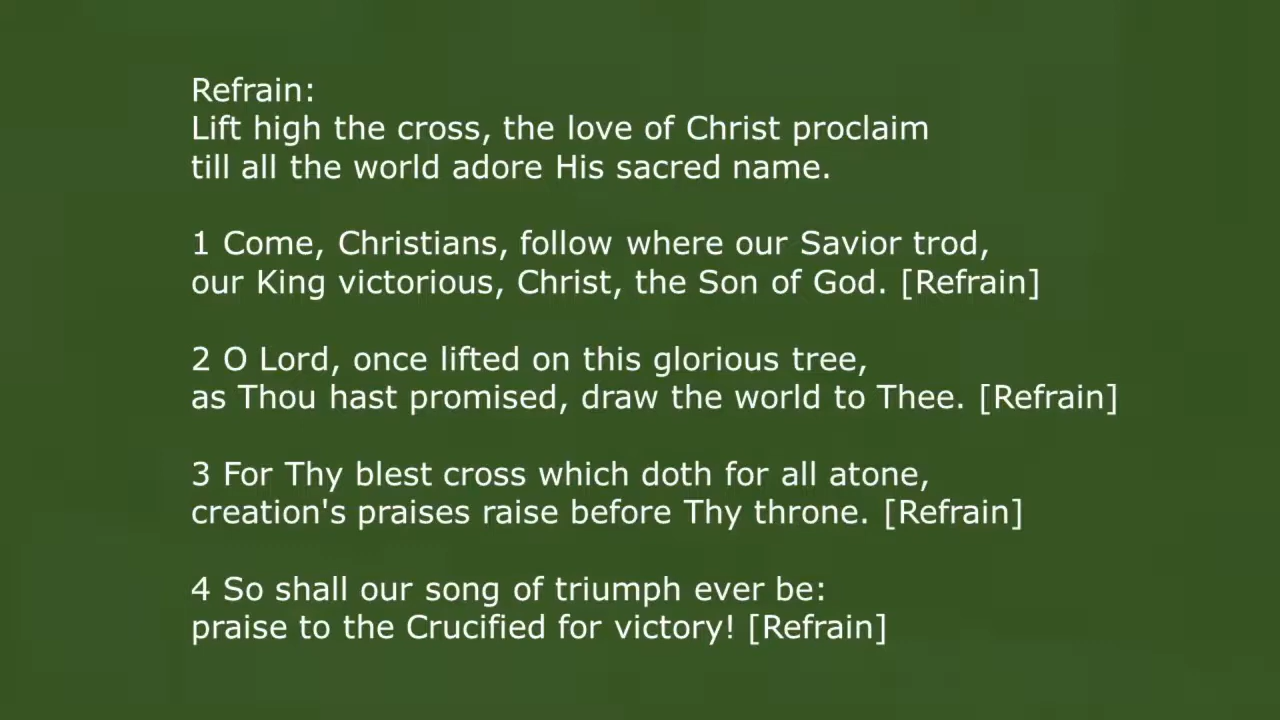 Refrain:
Lift high the cross, the love of Christ proclaim
till all the world adore His sacred name.
1 Come, Christians, follow where our Savior trod,
our King victorious, Christ, the Son of God. [Refrain]
2 O Lord, once lifted on this glorious tree,
as Thou hast promised, draw the world to Thee. [Refrain]
3 For Thy blest cross which doth for all atone,
creation's praises raise before Thy throne. [Refrain]
4 So shall our song of triumph ever be:
praise to the Crucified for victory! [Refrain]